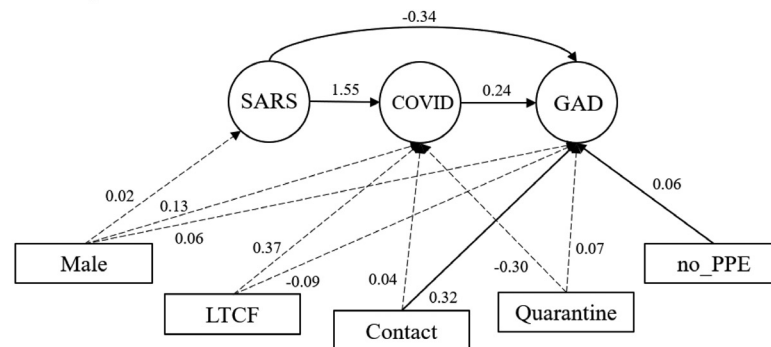 -0.34
SARS
1.55
COVID
0.24
GAD
0.02
0.13
0.06
0.06
0.37
0.07
Male
-0.09
0.04
0.32
-0.30
no_PPE
LTCF
Contact
Quarantine